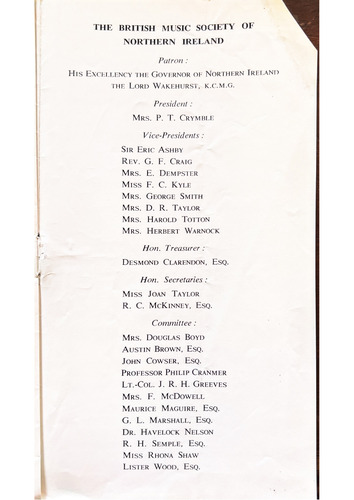 THE BRITISH MUSIC SOCIETY OF
NORTHERN IRELAND
Patron :
HIS EXCELLENCY THE GOVERNOR OF NORTHERN IRELAND
THE LORD WAKEHURST, K.C.M.G.
President :
MRS. P. T. CRYMBLE
Vice-Presidents :
SIR ERIC ASHBY
REV. G. F. CRAIG
MRS. E. DEMPSTER
MISS F. C. KYLE
MRS. GEORGE SMITH
MRS. D. R. TAYLOR
MRS. HAROLD TOTTON
MRS. HERBERT WARNOCK
Hon. Treasurer :
DESMOND CLARENDON, ESQ.
Hon. Secretaries :
MISS JOAN TAYLOR
R. C. MCKINNEY, ESQ.
Committee :
MRS. DOUGLAS BOYD
AUSTIN BROWN, ESQ.
JOHN COWSER, ESQ.
PROFESSOR PHILIP CRANMER
LT.-COL. J. R. H. GREEVES
MRS. F. MCDOWELL
MAURICE MAGUIRE, ESQ.
G. L. MARSHALL, ESQ.
DR. HAVELOCK NELSON
R. H. SEMPLE, ESQ.
MISS RHONA SHAW
LISTER WOOD, ESQ.